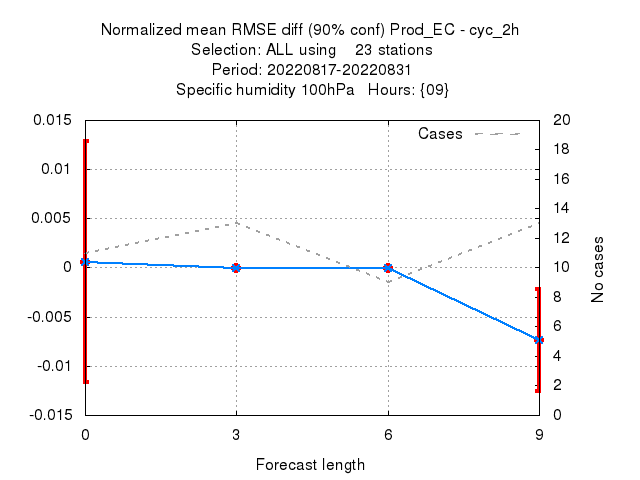 Normalized mean RMSE diff (90% conf) Prod_EC - cyc_2h
Selection: ALL using    23 stations
Period: 20220817-20220831
Specific humidity 100hPa   Hours: {09}
0.015
0.01
0.005
0
-0.005
-0.01
-0.015
Cases
20
18
16
14
12
10
8
6
4
2
0
No cases
0 3 6 9
Forecast length